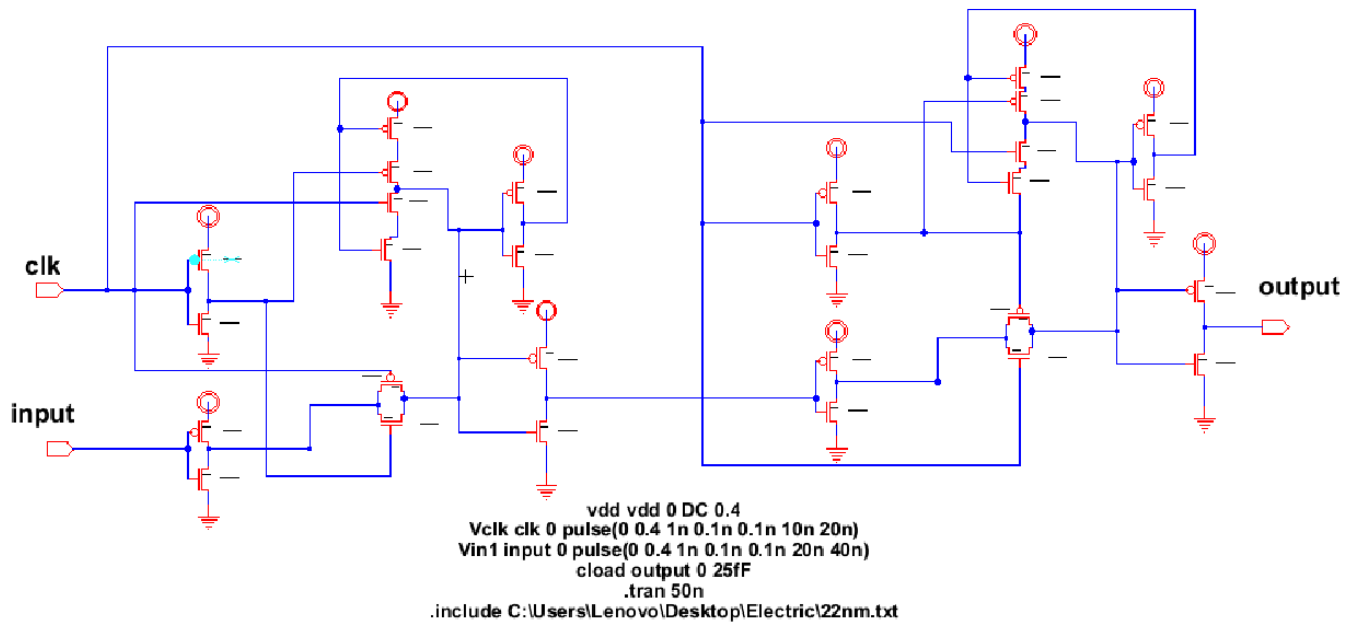 clk
input
output
vdd vdd 0 DC 0.4
Vclk clk 0 pulse(0 0.4 1n 0.1n 0.1n 10n 20n)
Vin1 input 0 pulse(0 0.4 1n 0.1n 0.1n 20n 40n)
cload output 0 25fF
.tran 50n
.include C:\Users\Lenovo\Desktop\Electric\22nm.txt